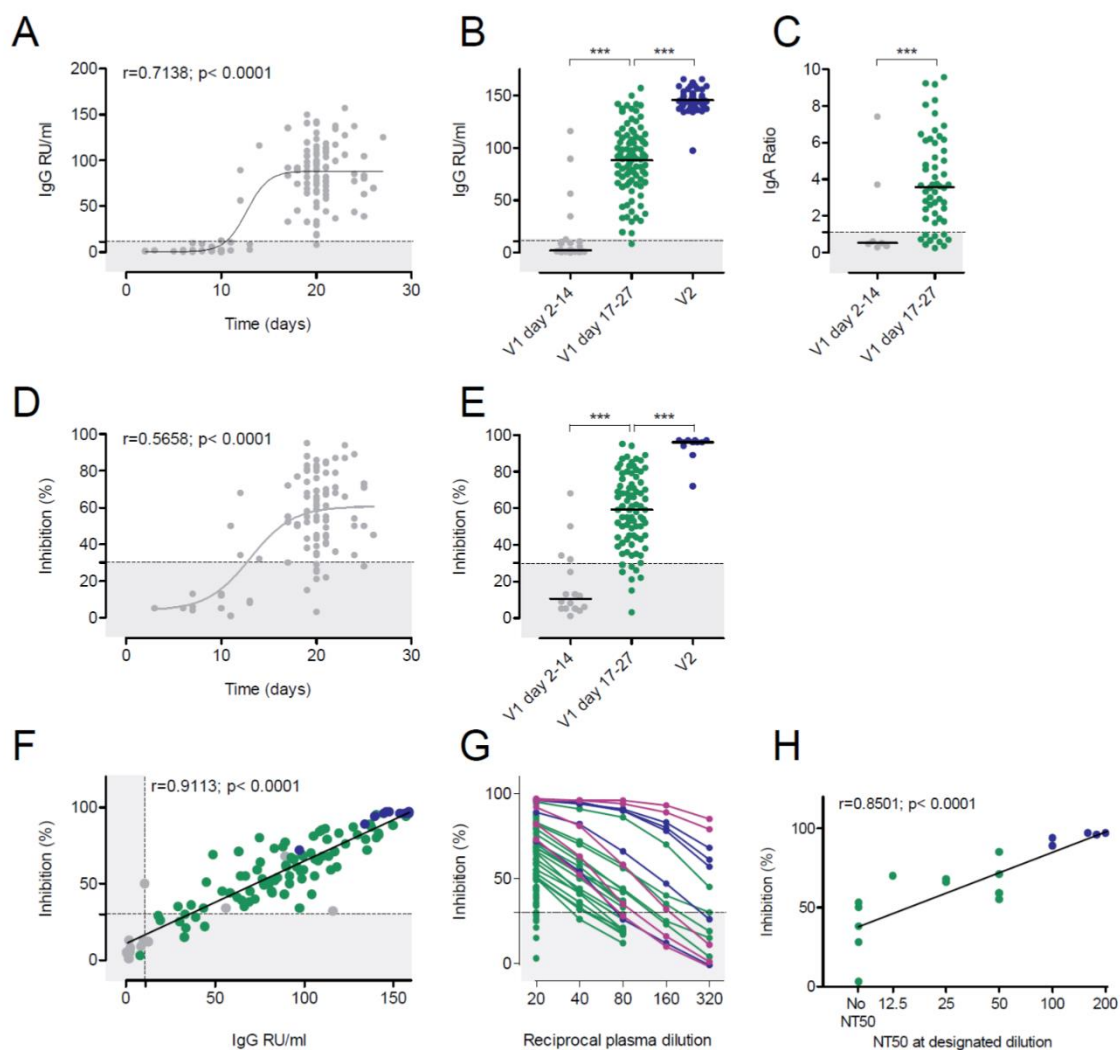 A
r=0.7138; p< 0.0001
IgG RU/ml
200
150
100
50
0
0 10 20 30
Time (days)
B
*** ***
IgG RU/ml
150
100
50
0
V1 day 2-14
V1 day 17-27
V2
C
***
IgA Ratio
10
8
6
4
2
0
V1 day 2-14
V1 day 17-27
D
r=0.5658; p< 0.0001
Inhibition (%)
100
80
60
40
20
0
0 10 20 30
Time (days)
E
*** ***
Inhibition (%)
100
80
60
40
20
0
V1 day 2-14
V1 day 17-27
V2
F
r=0.9113; p< 0.0001
Inhibition (%)
100
50
0
0 50 100 150
IgG RU/ml
G
Inhibition (%)
100
50
0
20 40 80 160 320
Reciprocal plasma dilution
H
r=0.8501; p< 0.0001
Inhibition (%)
100
50
0
No 12.5 25 50 100 200
NT50
NT50 at designated dilution